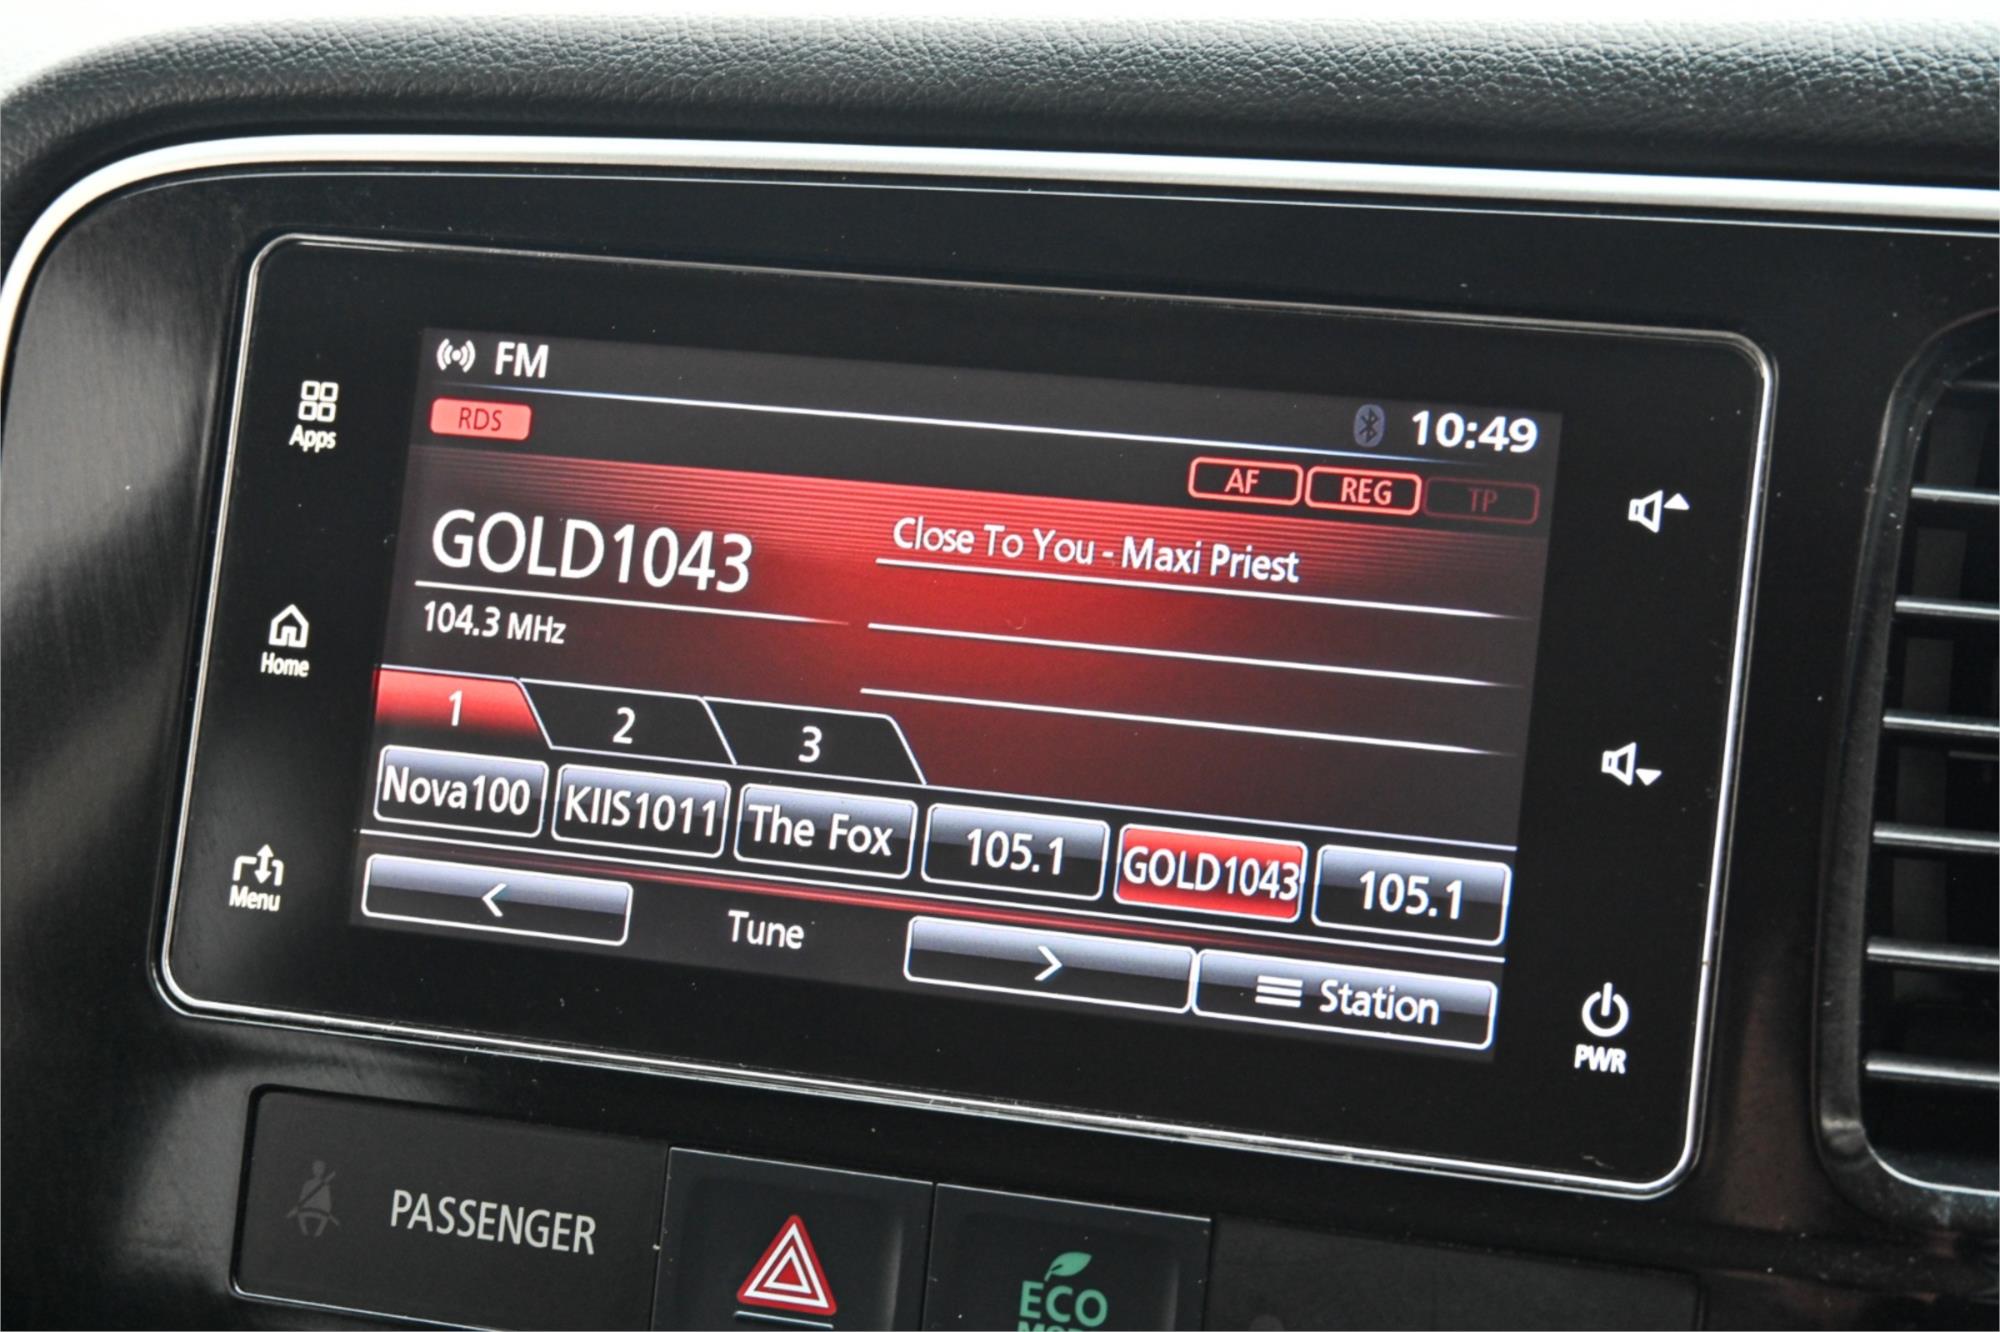 FM
10:49
RDS
AF REG TP
Apps
GOLD1043
Close To You - Maxi Priest
104.3 MHz
Home
1 2 3
Nova100 KIIS1011 The Fox 105.1 GOLD1043 105.1
Menu
Tune
Station
PWR
PASSENGER
ECO